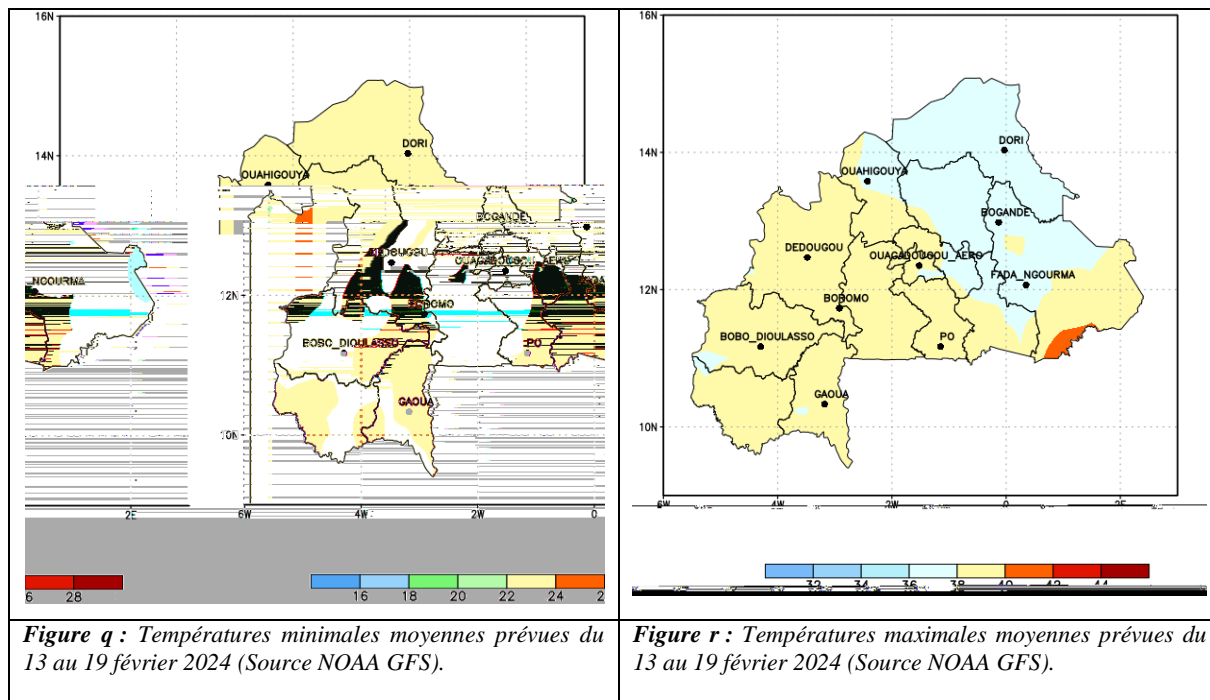 16N
14N
12N
10N
DORI
OUAHIGOUYA
BOGANDE
NGOURMA
BOBO_DIOULASSO
PO
GAOUA
2E
6W
4W
2W
0
28
16
18
20
22
24
Figure q : Températures minimales moyennes prévues du
13 au 19 février 2024 (Source NOAA GFS).
16N
14N
12N
10N
DORI
OUAHIGOUYA
BOGANDE
DEDOUGOU
OUAGADOUGOU_AERO
FADA_NGOURMA
BOROMO
BOBO_DIOULASSO
PO
GAOUA
6W
4W
2W
0
2E
32
34
36
38
40
42
44
Figure r : Températures maximales moyennes prévues du
13 au 19 février 2024 (Source NOAA GFS).